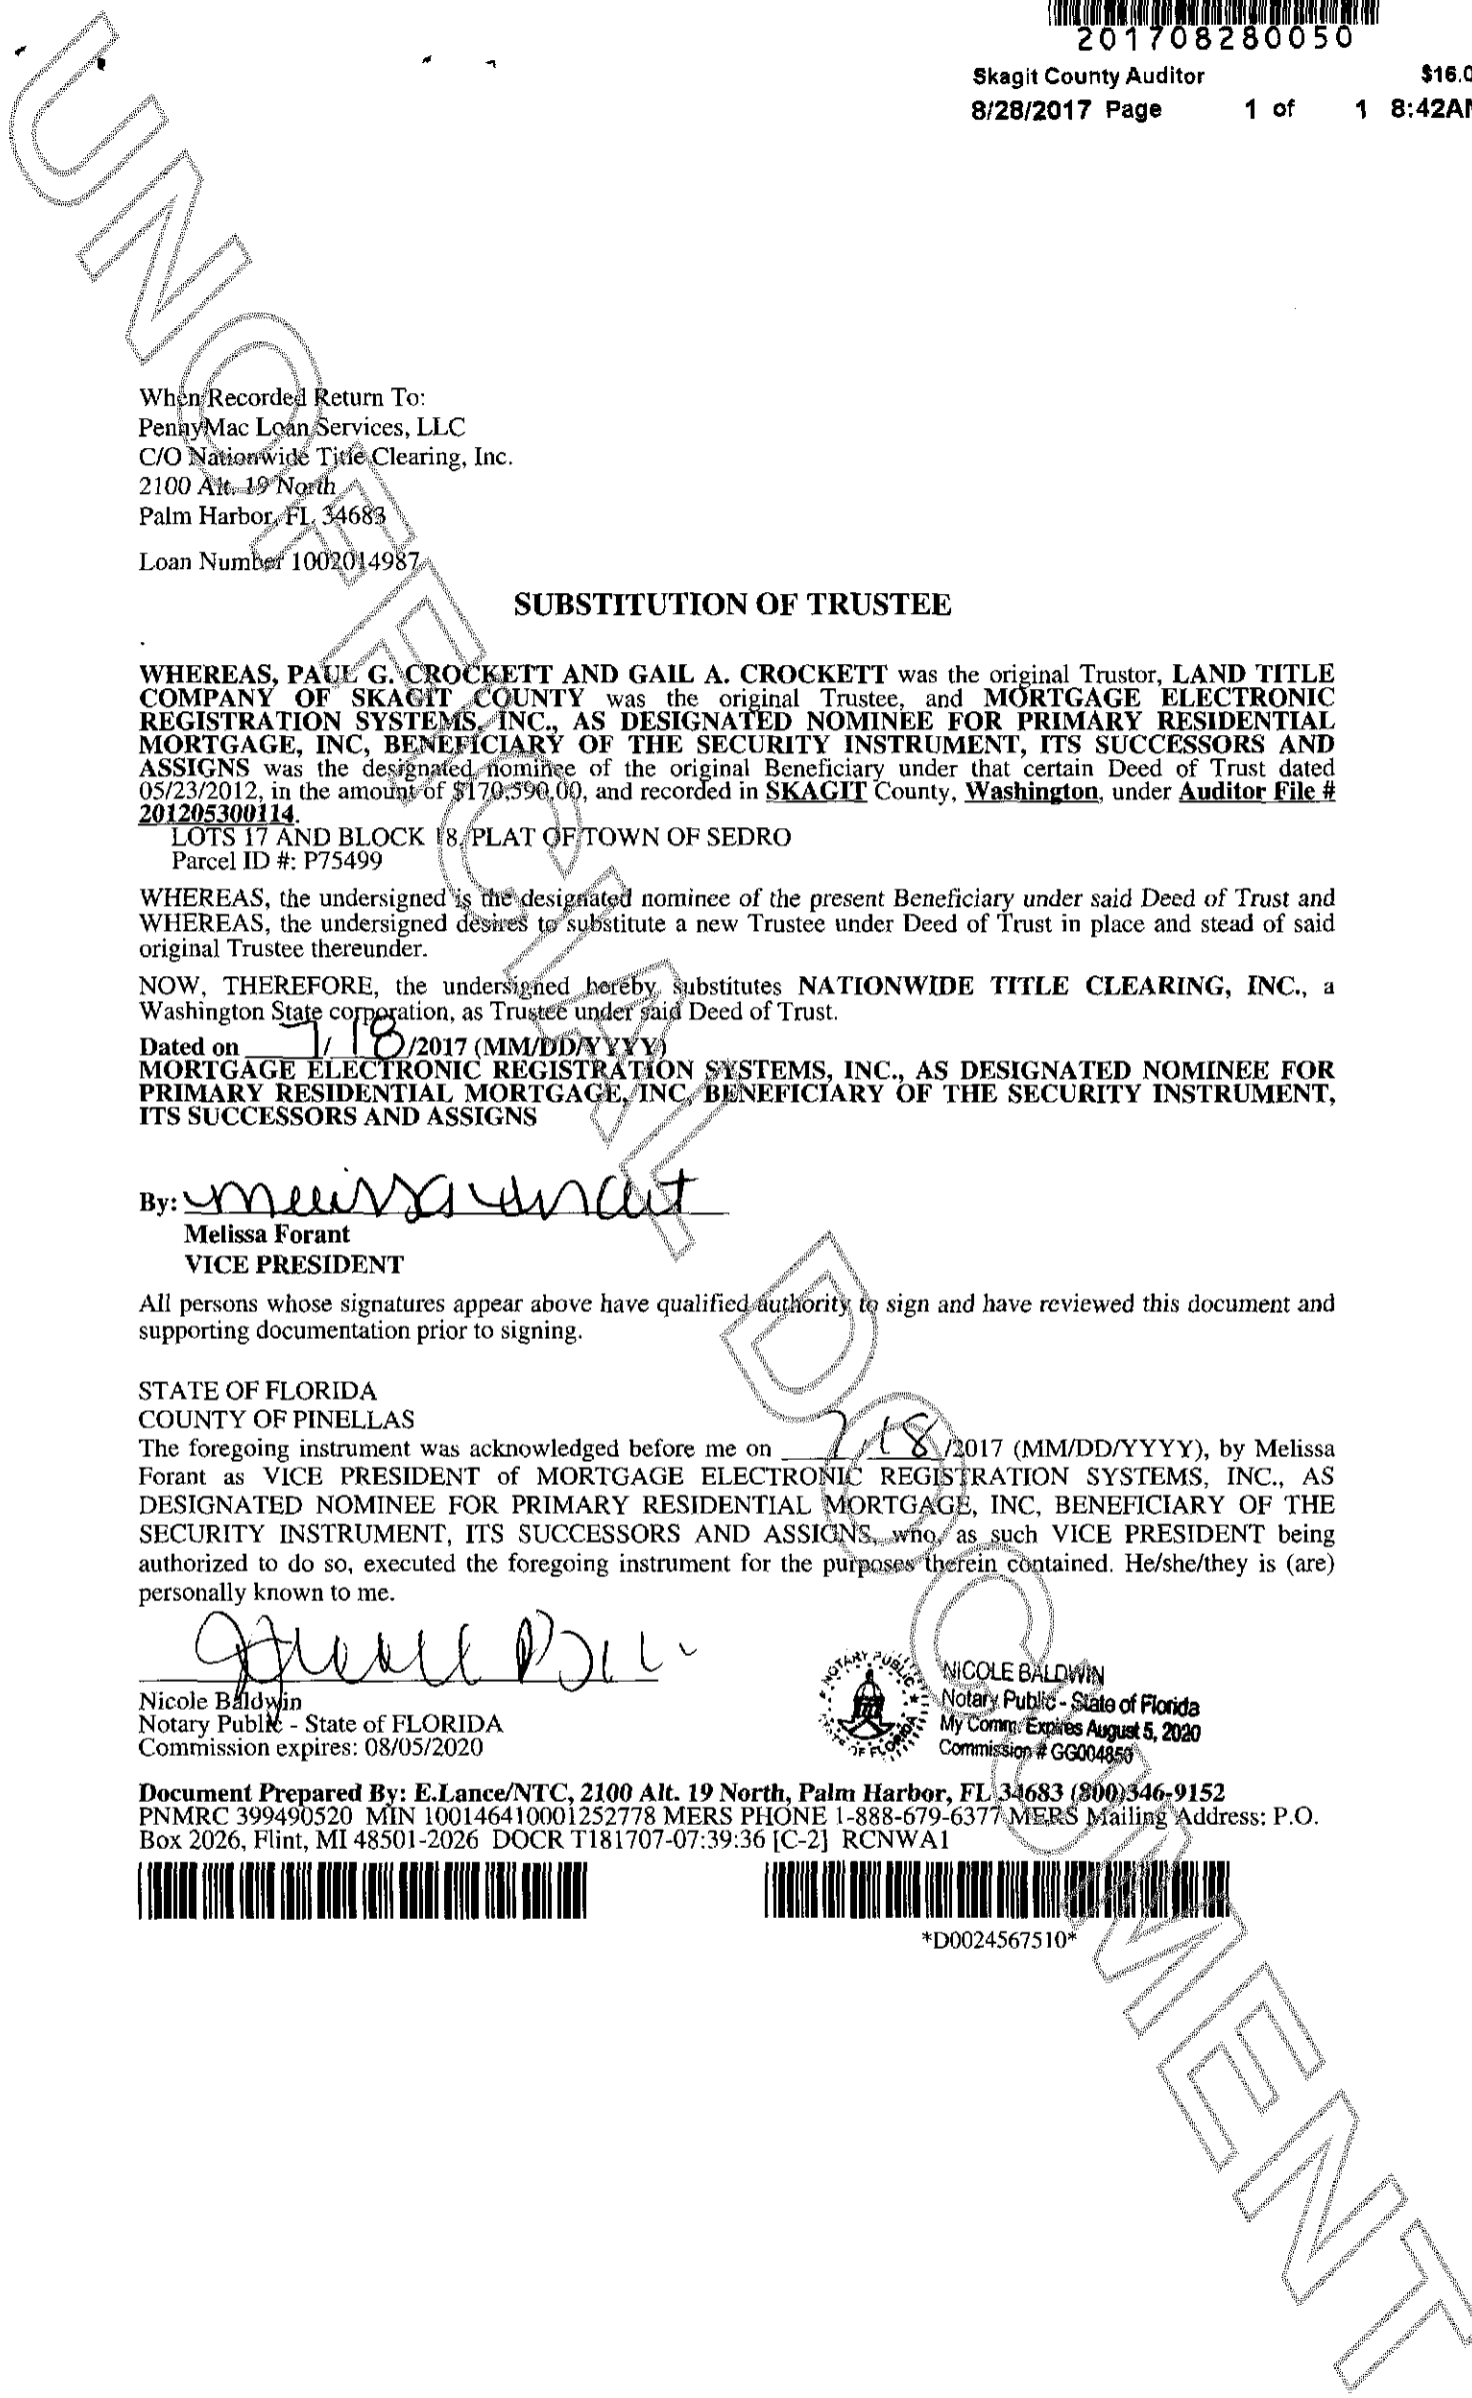 201708280050
Skagit County Auditor $16.0
8/28/2017 Page 1 of 1 8:42AM
When Recorded Return To:
PennyMac Loan Services, LLC
C/O Nationwide Title Clearing, Inc.
2100 Alt. 19 North
Palm Harbor, FL 34683
Loan Number 1002014987
SUBSTITUTION OF TRUSTEE
WHEREAS, PAUL G. CROCKETT AND GAIL A. CROCKETT was the original Trustor, LAND TITLE
COMPANY OF SKAGIT COUNTY was the original Trustee, and MORTGAGE ELECTRONIC
REGISTRATION SYSTEMS, INC., AS DESIGNATED NOMINEE FOR PRIMARY RESIDENTIAL
MORTGAGE, INC, BENEFICIARY OF THE SECURITY INSTRUMENT, ITS SUCCESSORS AND
ASSIGNS was the designated nominee of the original Beneficiary under that certain Deed of Trust dated
05/23/2012, in the amount of $170,590.00, and recorded in SKAGIT County, Washington, under Auditor File #
201205300114.
LOTS 17 AND BLOCK 18, PLAT OF TOWN OF SEDRO
Parcel ID #: P75499
WHEREAS, the undersigned is the designated nominee of the present Beneficiary under said Deed of Trust and
WHEREAS, the undersigned desires to substitute a new Trustee under Deed of Trust in place and stead of said
original Trustee thereunder.
NOW, THEREFORE, the undersigned hereby substitutes NATIONWIDE TITLE CLEARING, INC., a
Washington State corporation, as Trustee under said Deed of Trust.
Dated on 7/18/2017 (MM/DD/YYYY)
MORTGAGE ELECTRONIC REGISTRATION SYSTEMS, INC., AS DESIGNATED NOMINEE FOR
PRIMARY RESIDENTIAL MORTGAGE, INC, BENEFICIARY OF THE SECURITY INSTRUMENT,
ITS SUCCESSORS AND ASSIGNS
By: Melissa Forant
Melissa Forant
VICE PRESIDENT
All persons whose signatures appear above have qualified authority to sign and have reviewed this document and
supporting documentation prior to signing.
STATE OF FLORIDA
COUNTY OF PINELLAS
The foregoing instrument was acknowledged before me on 7/18/2017 (MM/DD/YYYY), by Melissa
Forant as VICE PRESIDENT of MORTGAGE ELECTRONIC REGISTRATION SYSTEMS, INC., AS
DESIGNATED NOMINEE FOR PRIMARY RESIDENTIAL MORTGAGE, INC, BENEFICIARY OF THE
SECURITY INSTRUMENT, ITS SUCCESSORS AND ASSIGNS, who, as such VICE PRESIDENT being
authorized to do so, executed the foregoing instrument for the purposes therein contained. He/she/they is (are)
personally known to me.
Nicole Baldwin
Notary Public - State of FLORIDA
Commission expires: 08/05/2020
NOTARY PUBLIC
STATE OF FLORIDA
NICOLE BALDWIN
Notary Public - State of Florida
My Comm. Expires August 5, 2020
Commission # GG004850
Document Prepared By: E.Lance/NTC, 2100 Alt. 19 North, Palm Harbor, FL 34683 (800)346-9152
PNMRC 399490520 MIN 100146410001252778 MERS PHONE 1-888-679-6377 MERS Mailing Address: P.O.
Box 2026, Flint, MI 48501-2026 DOCR T181707-07:39:36 [C-2] RCNWA1
*D0024567510*
UNOFFICIAL DOCUMENT